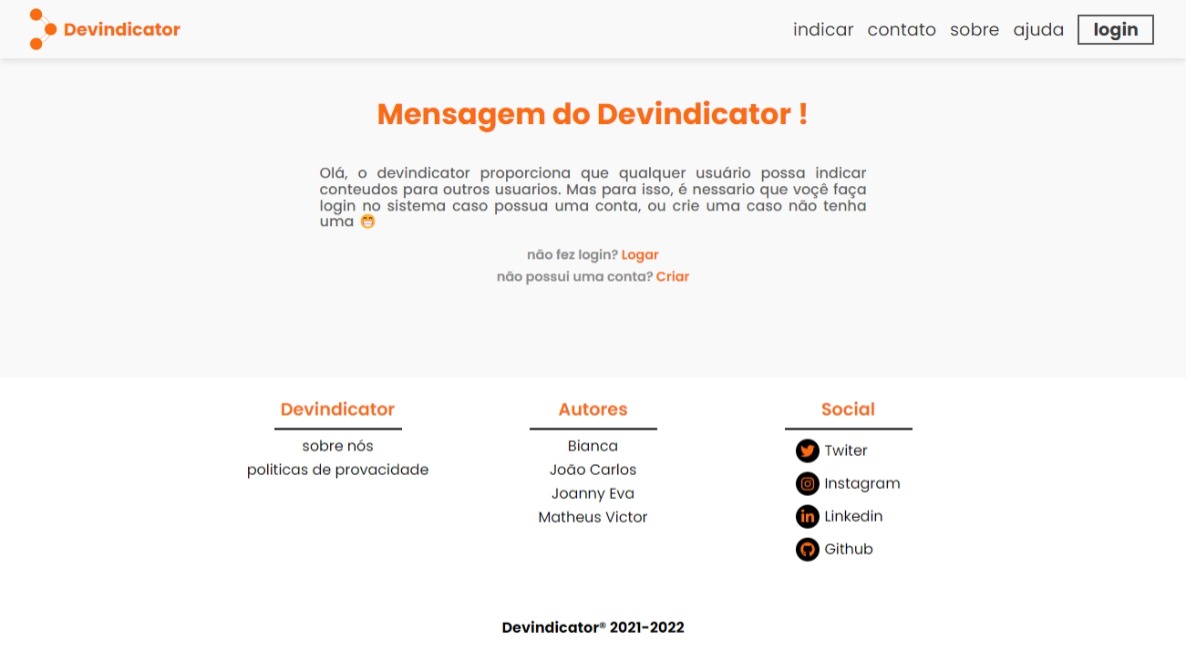 Devindicator
indicar contato sobre ajuda login
Mensagem do Devindicator !
Olá, o devindicator proporciona que qualquer usuário possa indicar
conteudos para outros usuarios. Mas para isso, é nessario que voçê faça
login no sistema caso possua uma conta, ou crie uma caso não tenha
uma 😁
não fez login? Logar
não possui uma conta? Criar
Devindicator
sobre nós
politicas de provacidade
Autores
Bianca
João Carlos
Joanny Eva
Matheus Victor
Social
Twiter
Instagram
Linkedin
Github
Devindicator® 2021-2022